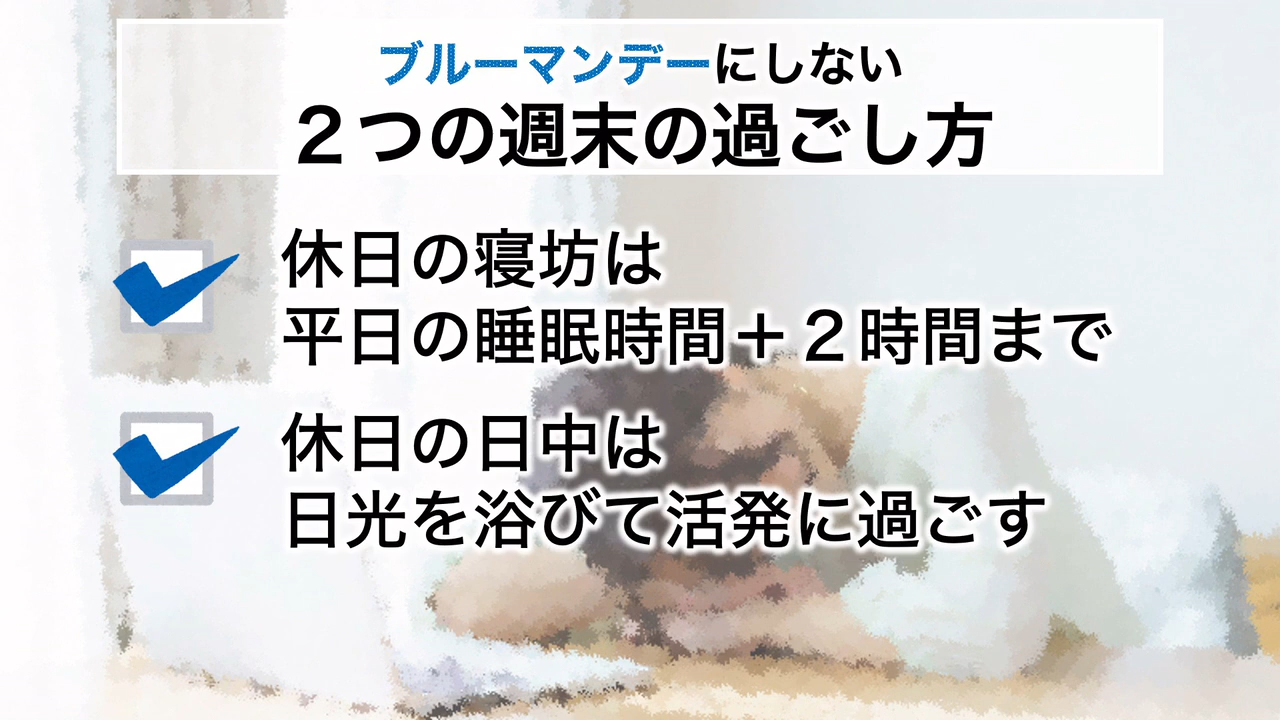 ブルーマンデーにしない
２つの週末の過ごし方
休日の寝坊は
平日の睡眠時間＋２時間まで
休日の日中は
日光を浴びて活発に過ごす